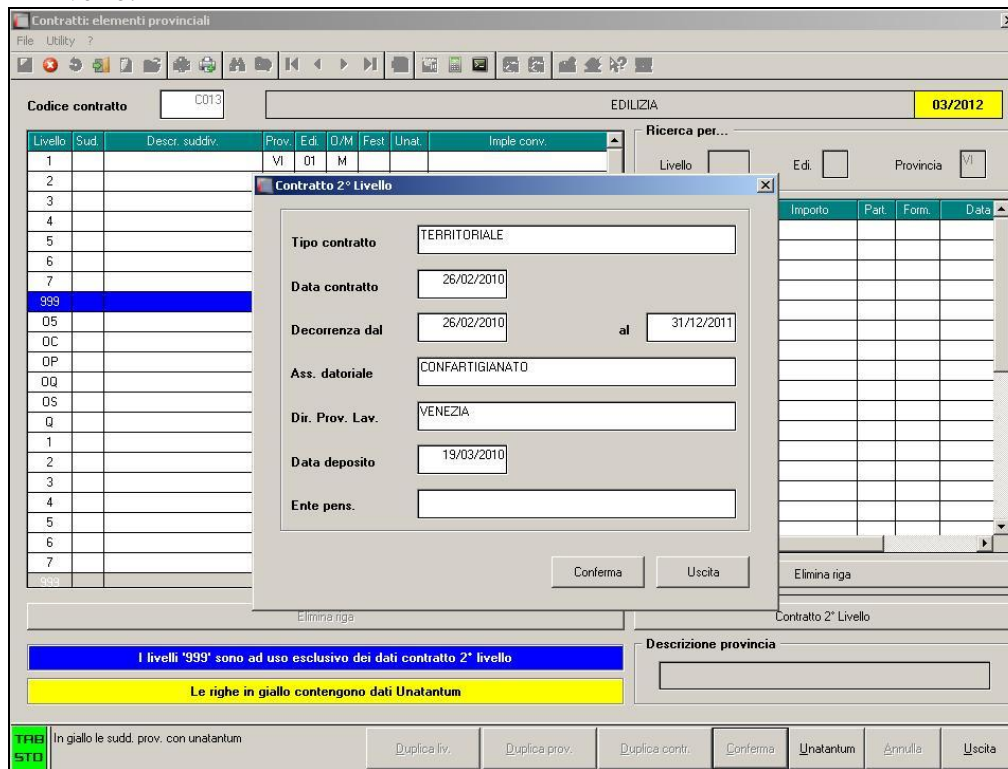 Contratti: elementi provinciali
File Utility ?
Codice contratto C013 EDILIZIA 03/2012
Livello Sud. Descr. suddiv. Prov. Edi. O/M Fest Unat. Imple conv.
1 VI 01 M
2
3
4
5
6
7
999
05
OC
OP
OQ
OS
Q
1
2
3
4
5
6
7
999
Ricerca per...
Livello Edi. Provincia VI
Importo Part. Form. Data
Contratto 2° Livello
Tipo contratto TERRITORIALE
Data contratto 26/02/2010
Decorrenza dal 26/02/2010 al 31/12/2011
Ass. datoriale CONFARTIGIANATO
Dir. Prov. Lav. VENEZIA
Data deposito 19/03/2010
Ente pens.
Conferma Uscita
Elimina riga
Elimina riga
Contratto 2° Livello
I livelli '999' sono ad uso esclusivo dei dati contratto 2° livello
Le righe in giallo contengono dati Unatantum
Descrizione provincia
TAB STO
In giallo le sudd. prov. con unatantum
Duplica liv. Duplica prov. Duplica contr. Conferma Unatantum Annulla Uscita